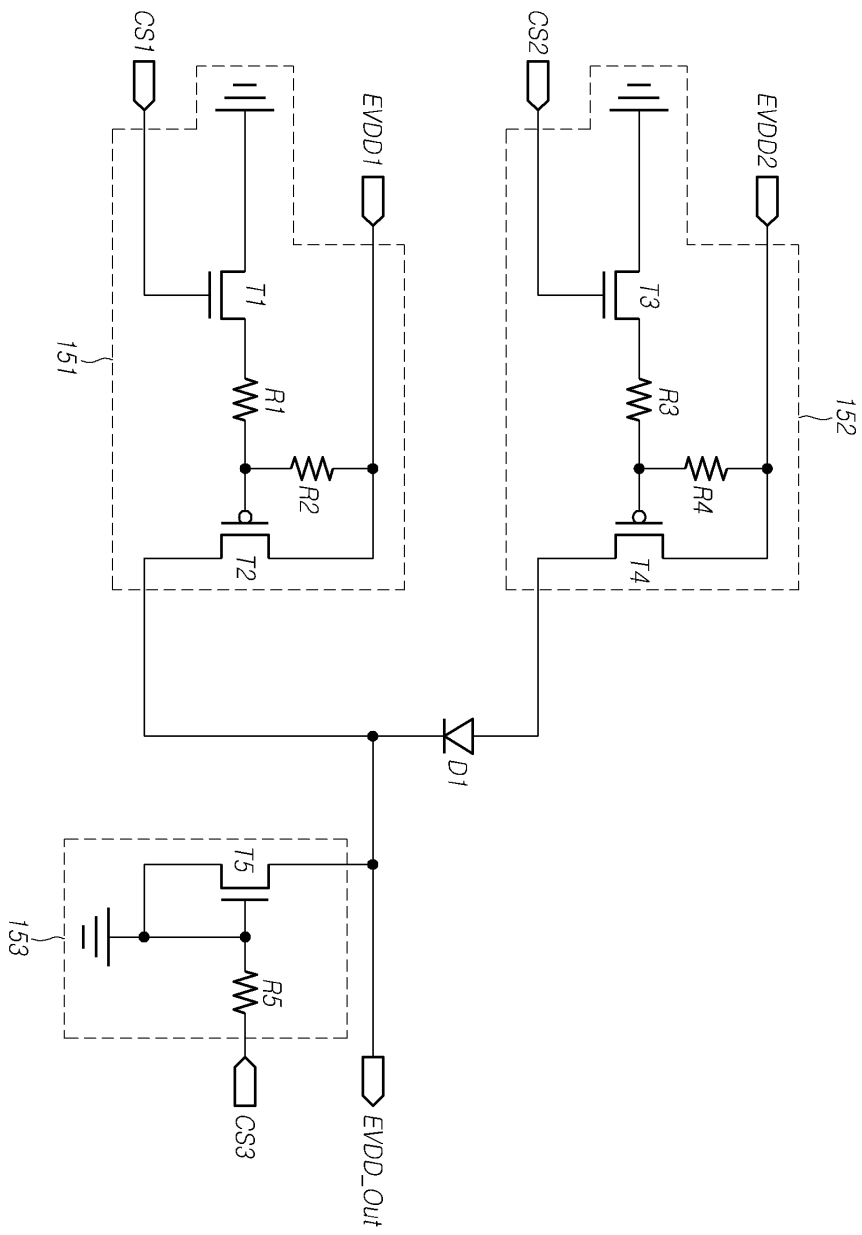 CS1
EVDD1
T1
R1
R2
T2
151
CS2
EVDD2
T3
R3
R4
T4
152
D1
T5
R5
153
CS3
EVDD_Out